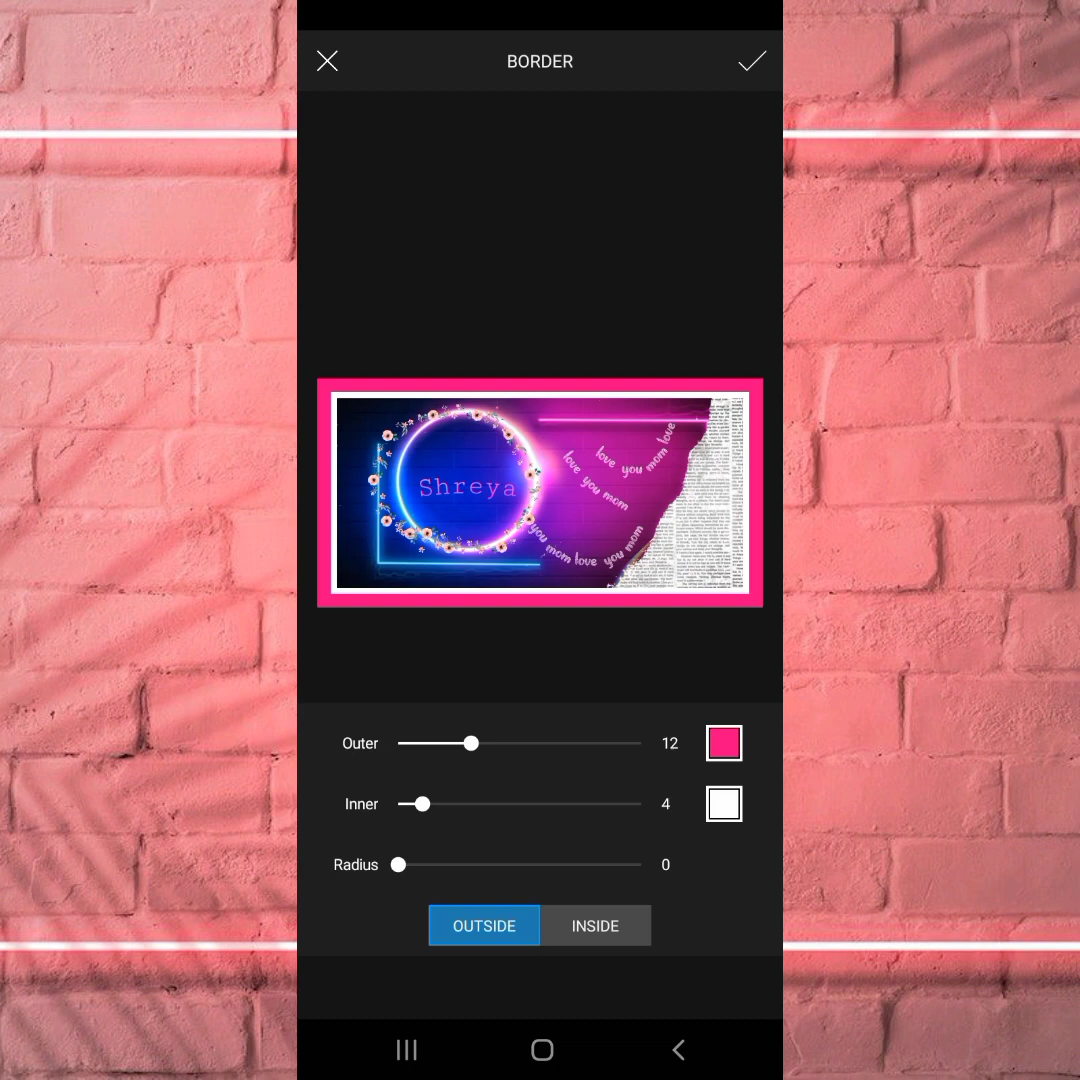 BORDER
Shreya
love you mom
love you mom love
you mom love you mom
Outer 12
Inner 4
Radius 0
OUTSIDE INSIDE